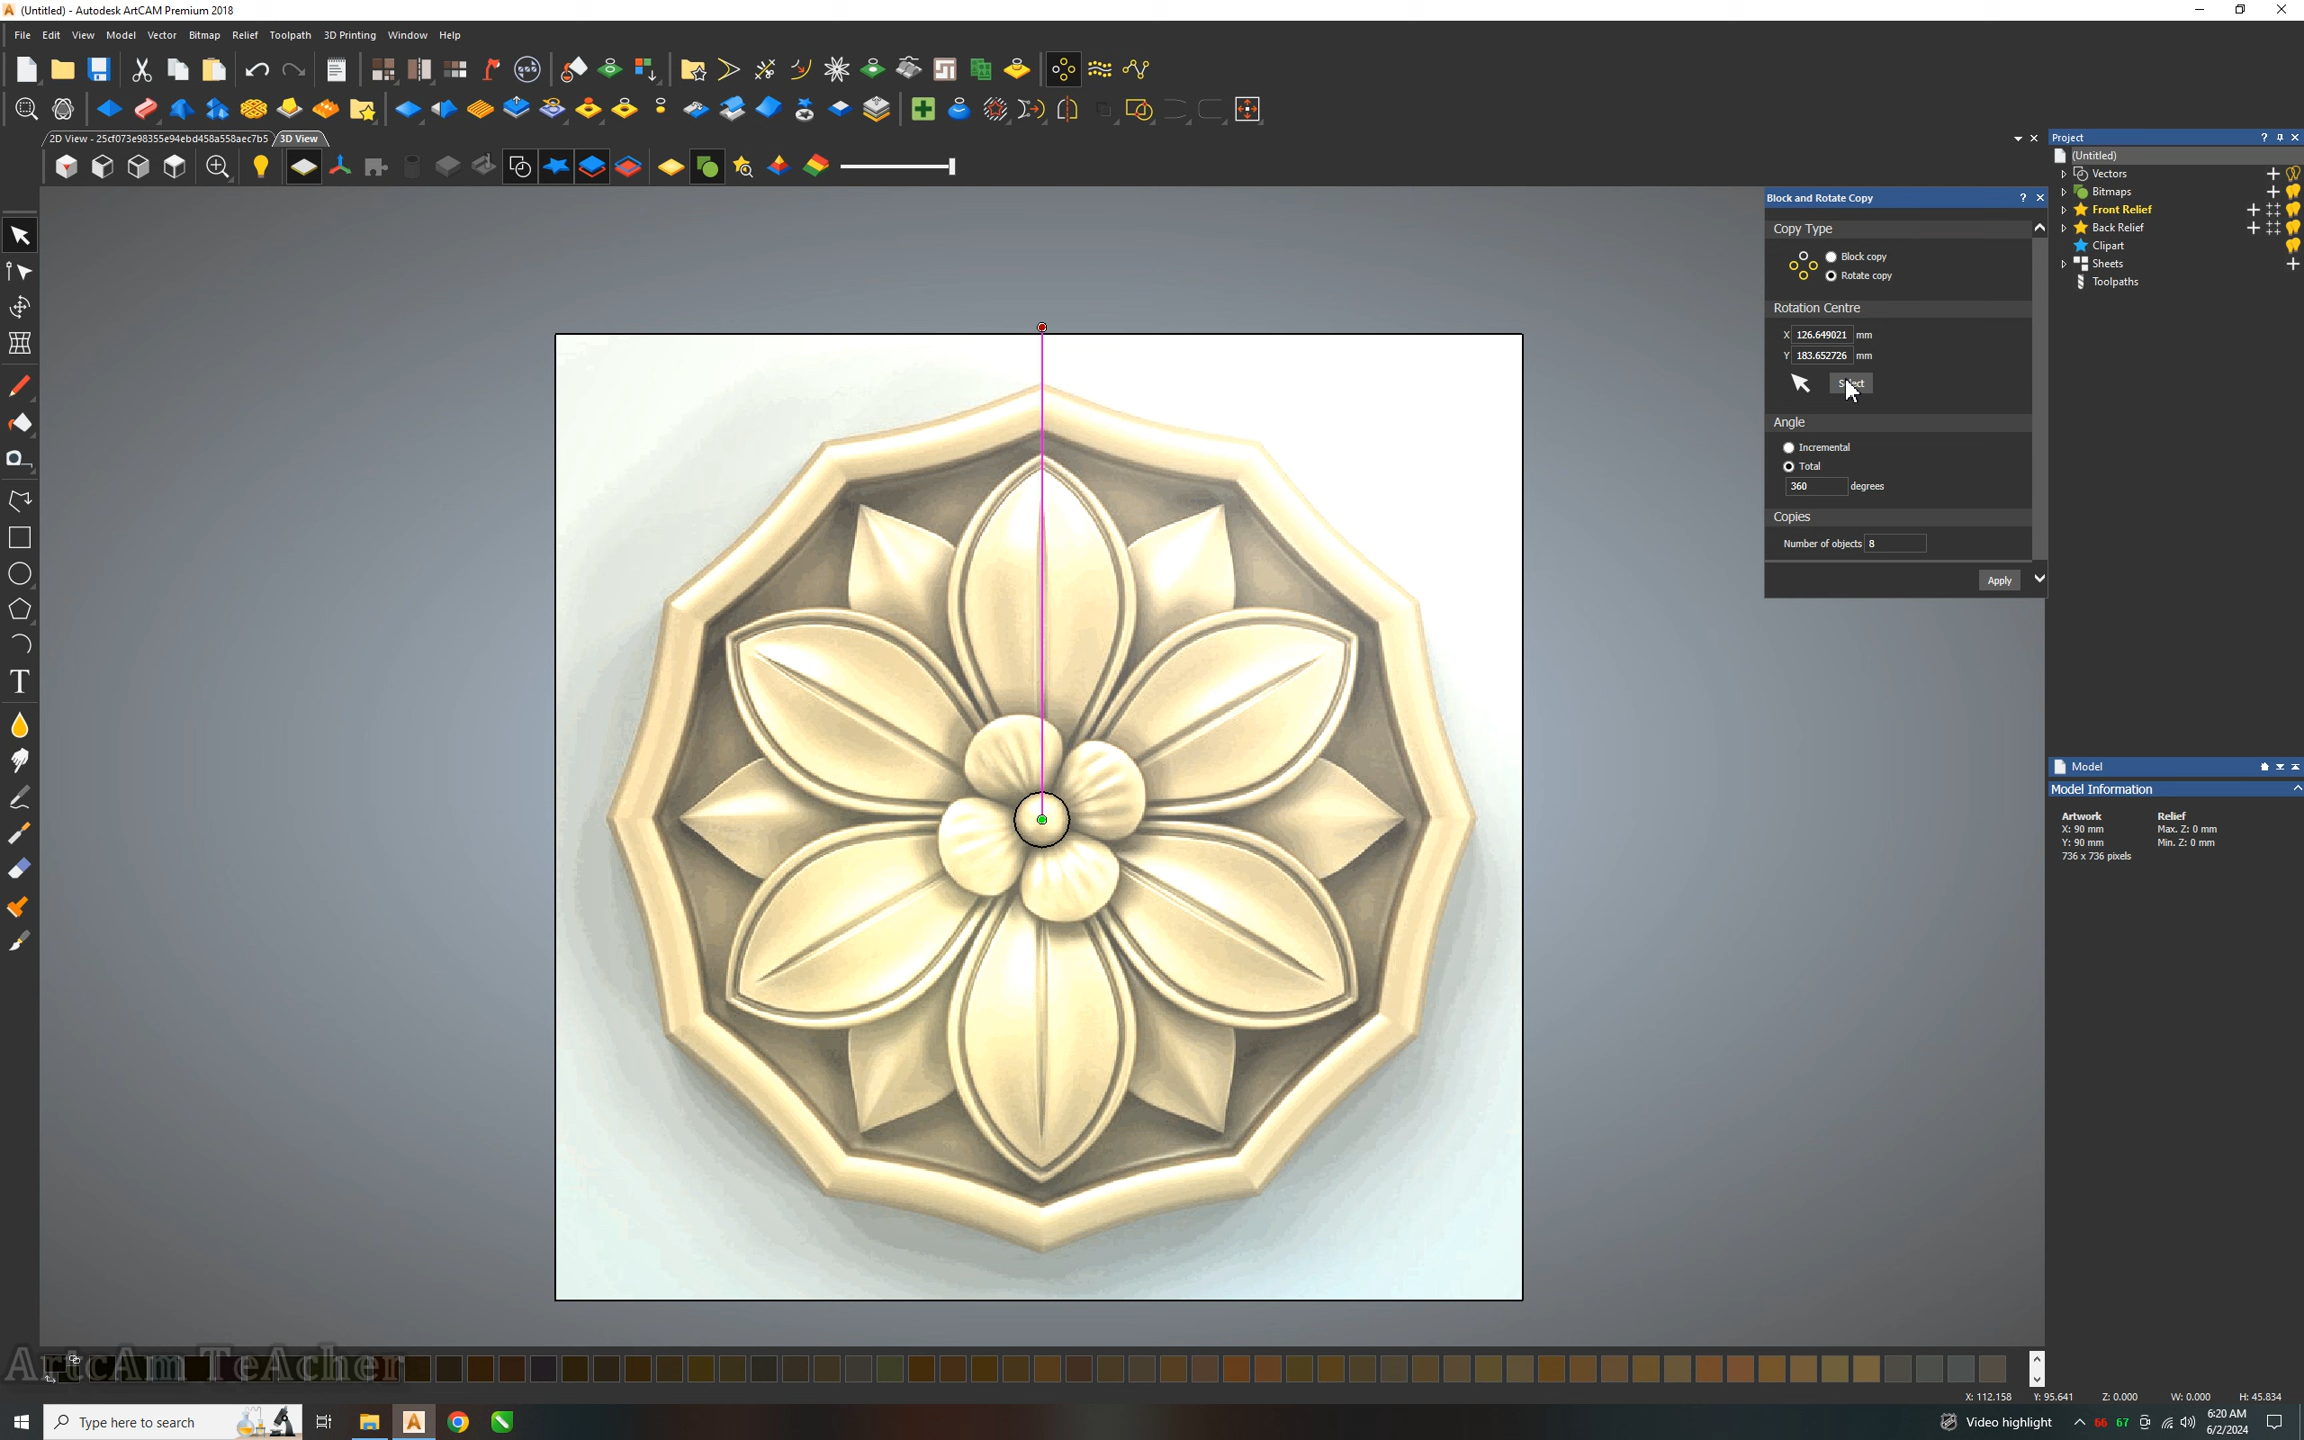 (Untitled) - Autodesk ArtCAM Premium 2018
File Edit View Model Vector Bitmap Relief Toolpath 3D Printing Window Help
2D View - 25cf073e98355e94ebd458a558aec7b5 3D View
Project
(Untitled)
Vectors
Bitmaps
Front Relief
Back Relief
Clipart
Sheets
Toolpaths
Block and Rotate Copy
Copy Type
Block copy
Rotate copy
Rotation Centre
X 126.649021 mm
Y 183.652726 mm
Select
Angle
Incremental
Total
360 degrees
Copies
Number of objects 8
Apply
Model
Model Information
Artwork Relief
X: 90 mm Max. Z: 0 mm
Y: 90 mm Min. Z: 0 mm
736 x 736 pixels
ArtcAm TeAcher
X: 112.158 Y: 95.641 Z: 0.000 W: 0.000 H: 45.834
Type here to search
Video highlight
66 67
6:20 AM
6/2/2024